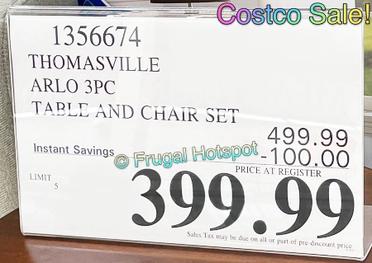 Costco Sale!
1356674
THOMASVILLE
ARLO 3PC
TABLE AND CHAIR SET
499.99
Instant Savings -100.00
© Frugal Hotspot
PRICE AT REGISTER
LIMIT
5
399.99
Sales Tax may be due on all or part of pre-discount price